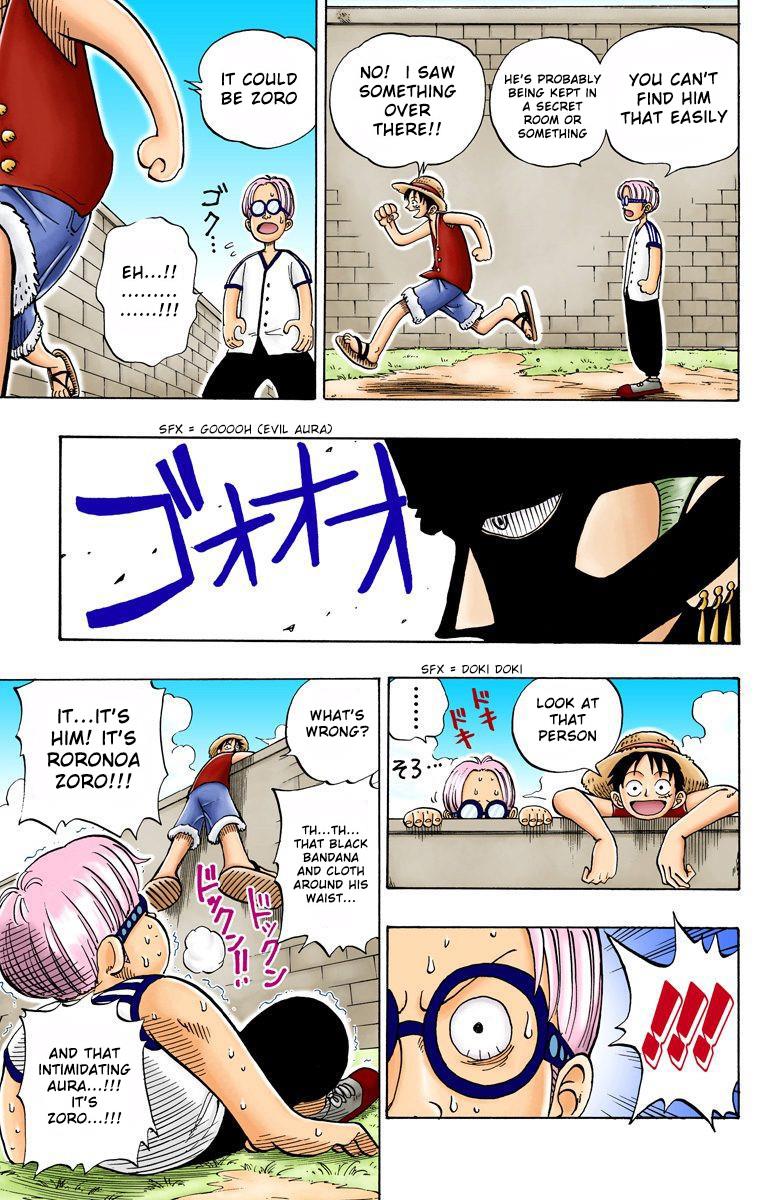 YOU CAN'T
FIND HIM
THAT EASILY
HE'S PROBABLY
BEING KEPT IN
A SECRET
ROOM OR
SOMETHING
NO! I SAW
SOMETHING
OVER
THERE!!
IT COULD
BE ZORO
ゴク…
EH...!!
..........
......!!!
SFX = GOOOOH (EVIL AURA)
ゴオオオ
SFX = DOKI DOKI
LOOK AT
THAT
PERSON
ドキ
ドキ
......
そろ…
!!!!
WHAT'S
WRONG?
IT...IT'S
HIM! IT'S
RORONOA
ZORO!!!
TH...TH...
THAT BLACK
BANDANA
AND CLOTH
AROUND HIS
WAIST...
ドックン
ドックン!!
AND THAT
INTIMIDATING
AURA...!!!
IT'S
ZORO...!!!